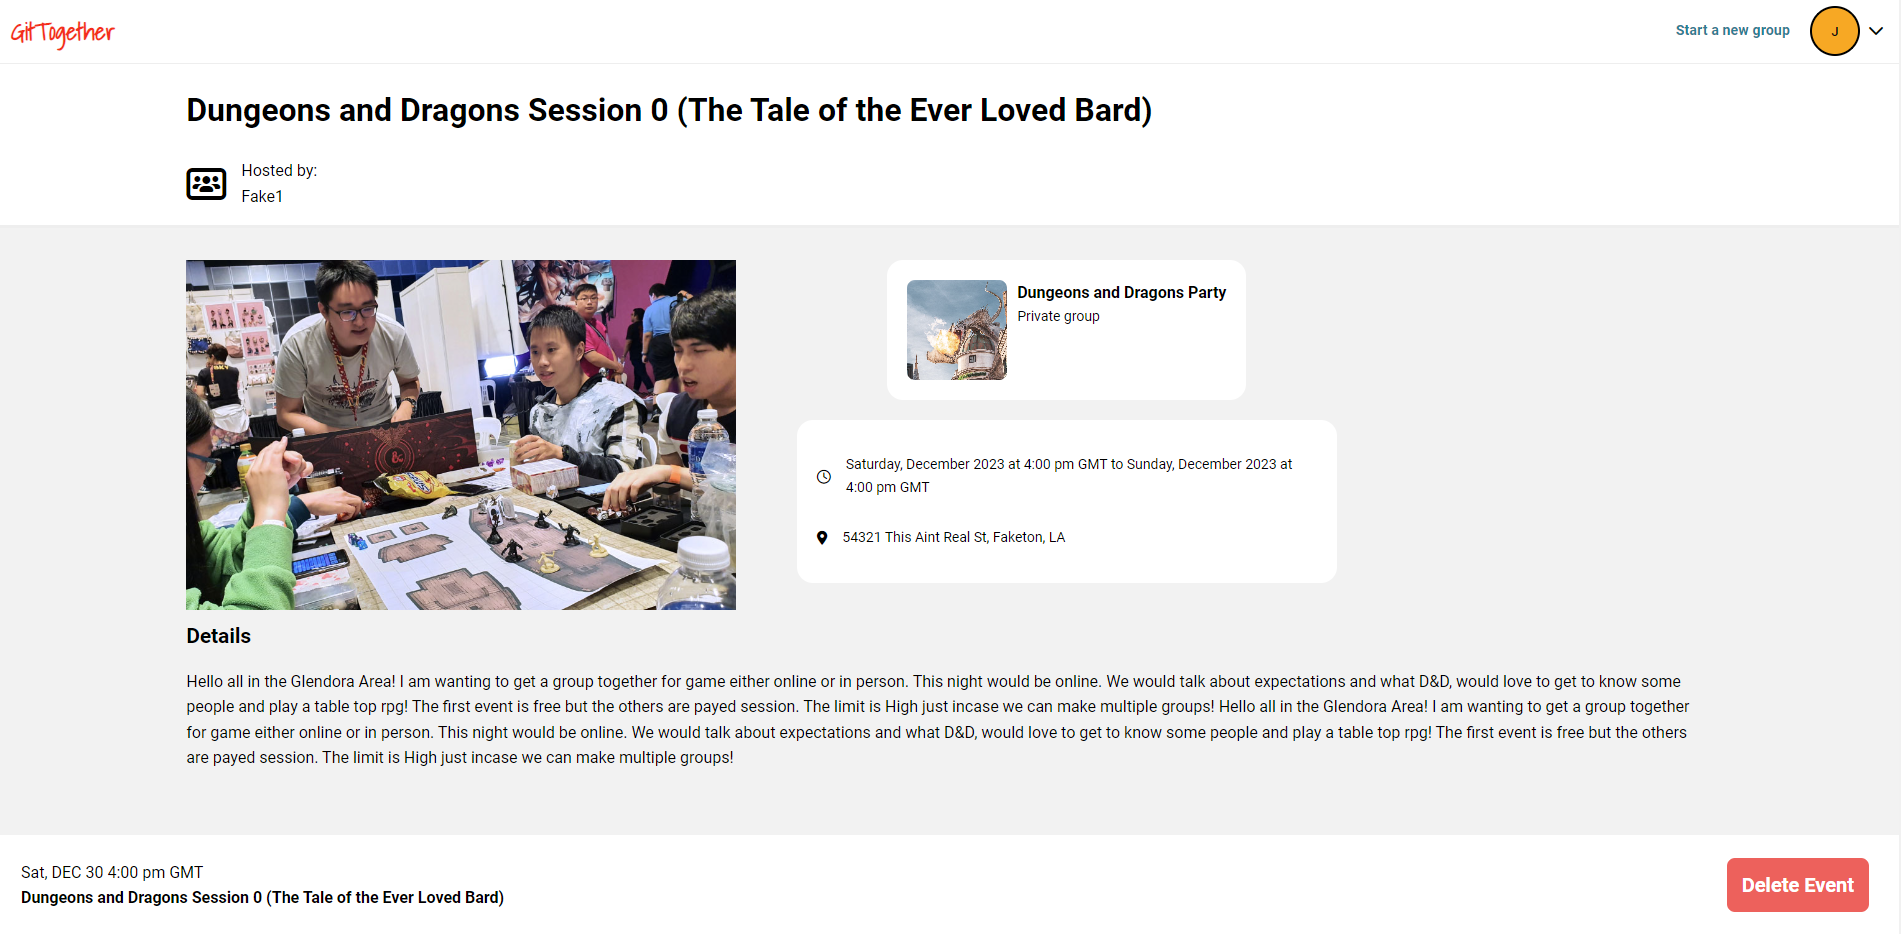 GitTogether
Start a new group
J
Dungeons and Dragons Session 0 (The Tale of the Ever Loved Bard)
Hosted by:
Fake1
Dungeons and Dragons Party
Private group
Saturday, December 2023 at 4:00 pm GMT to Sunday, December 2023 at
4:00 pm GMT
54321 This Aint Real St, Faketon, LA
Details
Hello all in the Glendora Area! I am wanting to get a group together for game either online or in person. This night would be online. We would talk about expectations and what D&D, would love to get to know some
people and play a table top rpg! The first event is free but the others are payed session. The limit is High just incase we can make multiple groups! Hello all in the Glendora Area! I am wanting to get a group together
for game either online or in person. This night would be online. We would talk about expectations and what D&D, would love to get to know some people and play a table top rpg! The first event is free but the others
are payed session. The limit is High just incase we can make multiple groups!
Sat, DEC 30 4:00 pm GMT
Dungeons and Dragons Session 0 (The Tale of the Ever Loved Bard)
Delete Event